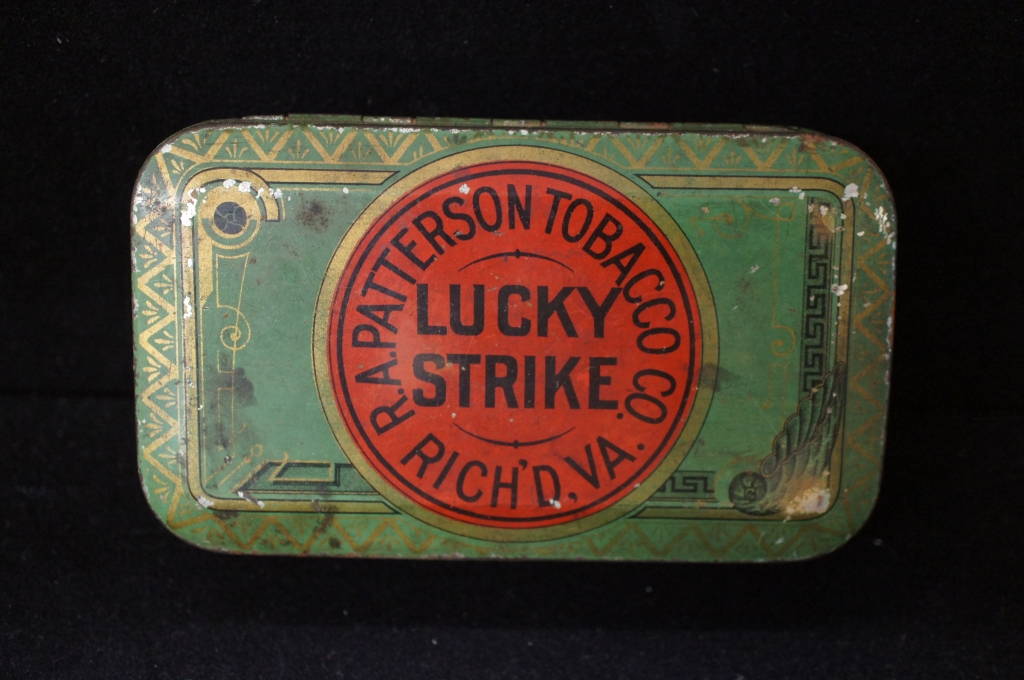 R.A. PATTERSON TOBACCO CO.
LUCKY
STRIKE
RICH'D, VA.